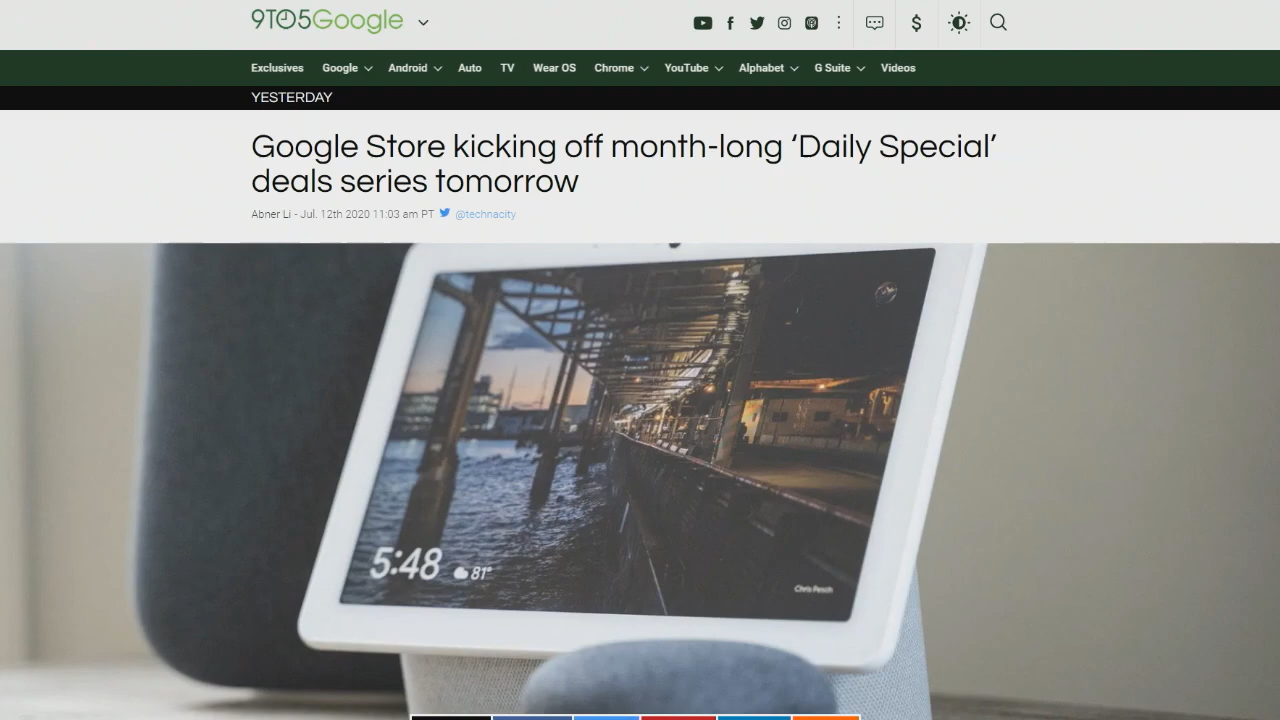 9TO5Google
Exclusives Google Android Auto TV Wear OS Chrome YouTube Alphabet G Suite Videos
YESTERDAY
Google Store kicking off month-long ‘Daily Special’
deals series tomorrow
Abner Li - Jul. 12th 2020 11:03 am PT @technacity
5:48 81°
Chris Pesch